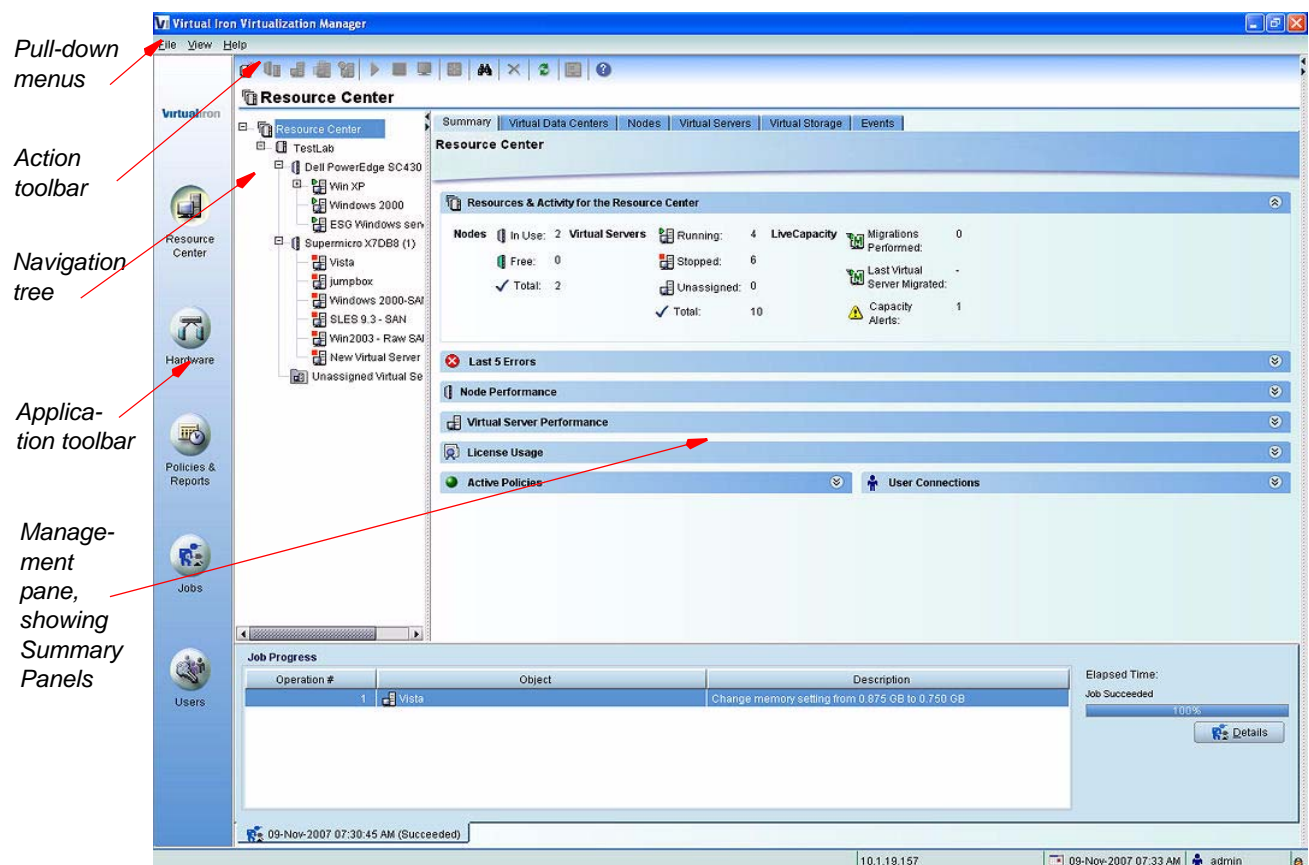 Virtual Iron Virtualization Manager
File View Help
Pull-down
menus
Action
toolbar
Navigation
tree
Applica-
tion toolbar
Manage-
ment
pane,
showing
Summary
Panels
VirtualIron
Resource
Center
Hardware
Policies &
Reports
Jobs
Users
Resource Center
Resource Center
TestLab
Dell PowerEdge SC430
Win XP
Windows 2000
ESG Windows serv
Supermicro X7DB8 (1)
Vista
jumpbox
Windows 2000-SAN
SLES 9.3 - SAN
Win2003 - Raw SAN
New Virtual Server
Unassigned Virtual Se
Summary Virtual Data Centers Nodes Virtual Servers Virtual Storage Events
Resource Center
Resources & Activity for the Resource Center
Nodes In Use: 2 Virtual Servers Running: 4 LiveCapacity Migrations Performed: 0
Free: 0 Stopped: 6 Last Virtual Server Migrated: -
Total: 2 Unassigned: 0
Total: 10 Capacity Alerts: 1
Last 5 Errors
Node Performance
Virtual Server Performance
License Usage
Active Policies User Connections
Job Progress
Operation # Object Description
1 Vista Change memory setting from 0.875 GB to 0.750 GB
Elapsed Time:
Job Succeeded
100%
Details
09-Nov-2007 07:30:45 AM (Succeeded)
10.1.19.157 09-Nov-2007 07:33 AM admin